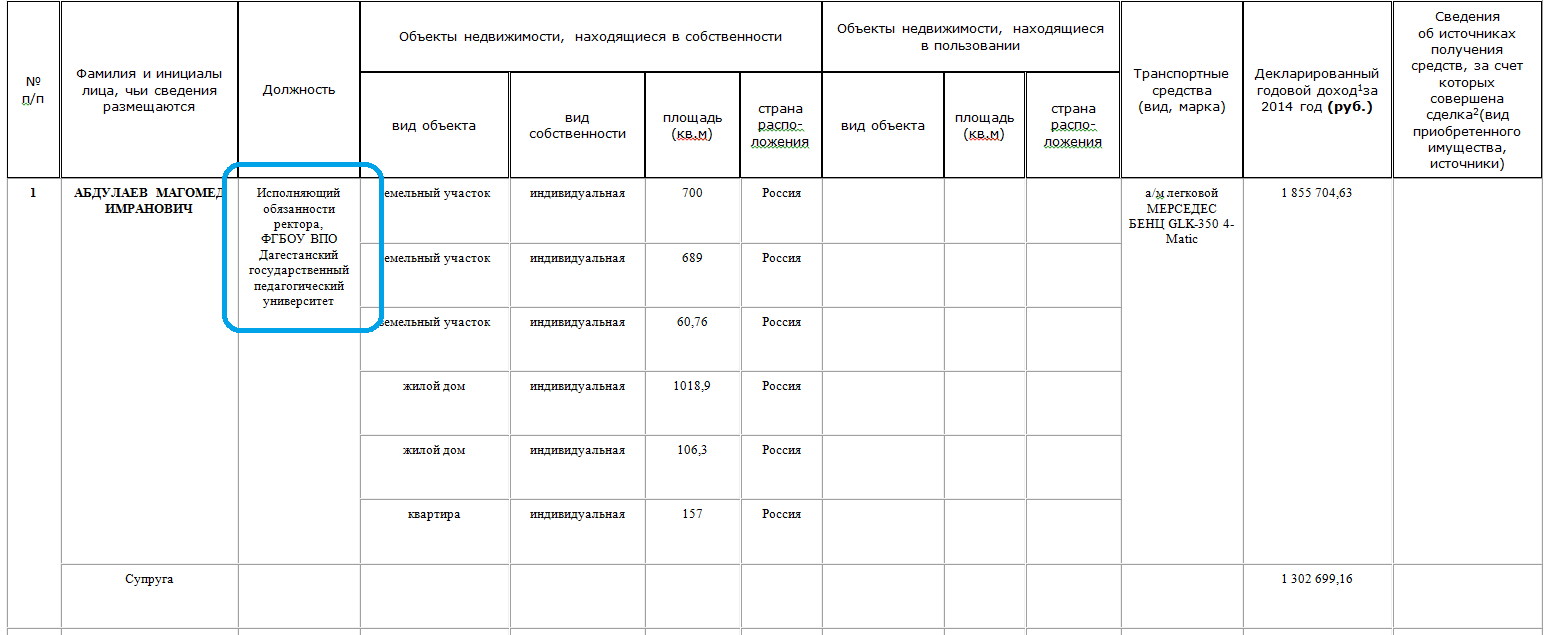 №
п/п
Фамилия и инициалы
лица, чьи сведения
размещаются
Должность
Объекты недвижимости, находящиеся в собственности
вид объекта
вид
собственности
площадь
(кв.м)
страна
распо-
ложения
Объекты недвижимости, находящиеся
в пользовании
вид объекта
площадь
(кв.м)
страна
распо-
ложения
Транспортные
средства
(вид, марка)
Декларированный
годовой доход¹за
2014 год (руб.)
Сведения
об источниках
получения
средств, за счет
которых
совершена
сделка²(вид
приобретенного
имущества,
источники)
1
АБДУЛАЕВ МАГОМЕД
ИМРАНОВИЧ
Исполняющий
обязанности
ректора,
ФГБОУ ВПО
Дагестанский
государственный
педагогический
университет
емельный участок индивидуальная 700 Россия
а/м легковой
МЕРСЕДЕС
БЕНЦ GLK-350 4-
Matic
1 855 704,63
емельный участок индивидуальная 689 Россия
земельный участок индивидуальная 60,76 Россия
жилой дом индивидуальная 1018,9 Россия
жилой дом индивидуальная 106,3 Россия
квартира индивидуальная 157 Россия
Супруга 1 302 699,16